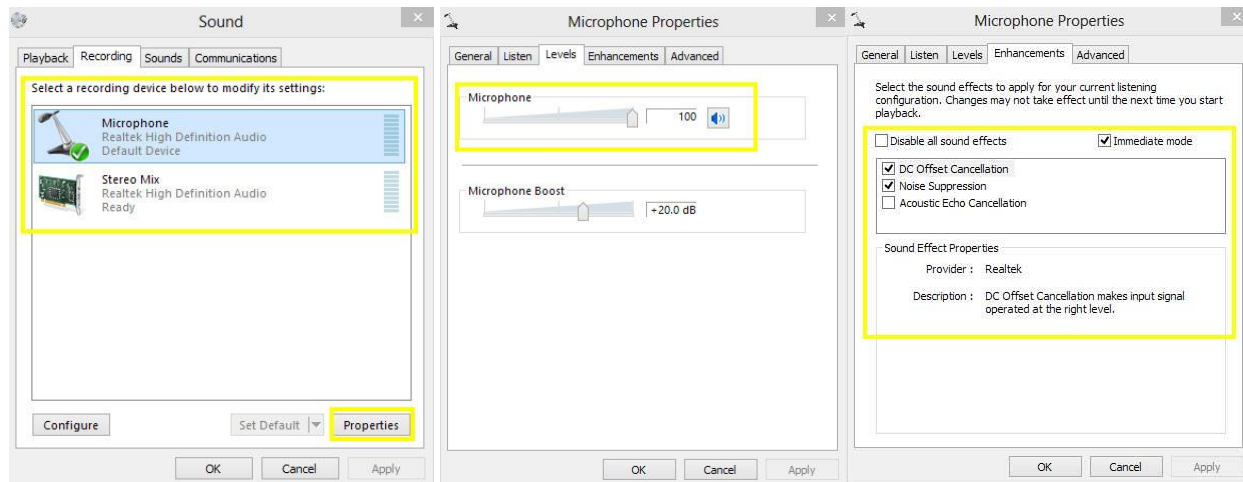 Sound
Playback Recording Sounds Communications
Select a recording device below to modify its settings:
Microphone
Realtek High Definition Audio
Default Device
Stereo Mix
Realtek High Definition Audio
Ready
Configure Set Default Properties
OK Cancel Apply
Microphone Properties
General Listen Levels Enhancements Advanced
Microphone
100
Microphone Boost
+20.0 dB
OK Cancel Apply
Microphone Properties
General Listen Levels Enhancements Advanced
Select the sound effects to apply for your current listening
configuration. Changes may not take effect until the next time you start
playback.
Disable all sound effects Immediate mode
DC Offset Cancellation
Noise Suppression
Acoustic Echo Cancellation
Sound Effect Properties
Provider : Realtek
Description : DC Offset Cancellation makes input signal
operated at the right level.
OK Cancel Apply